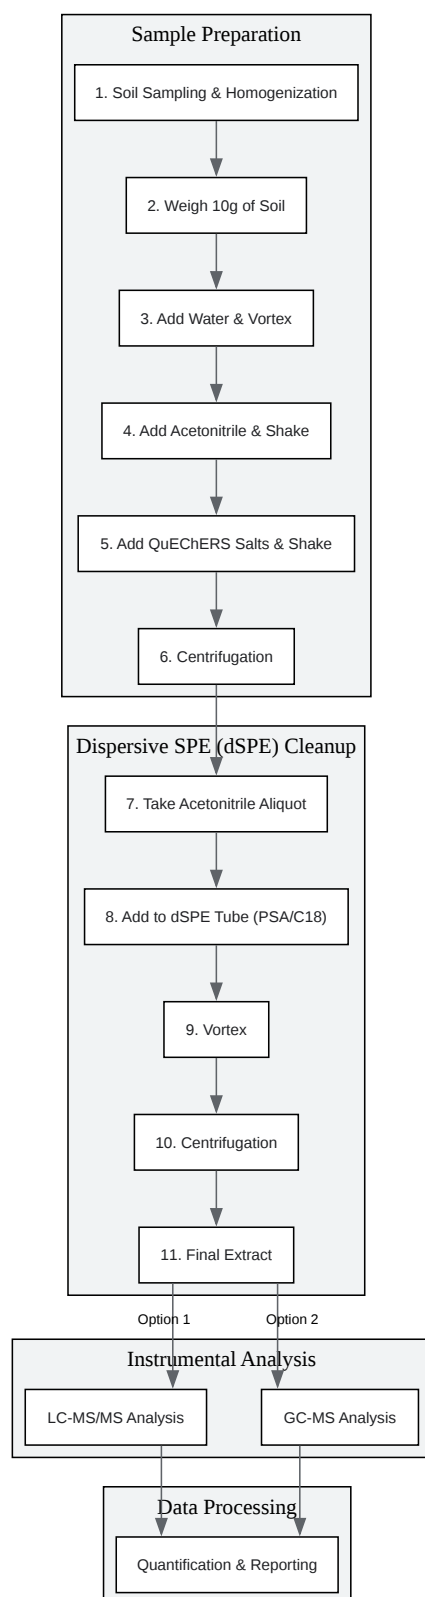 Sample Preparation
1. Soil Sampling & Homogenization
2. Weigh 10g of Soil
3. Add Water & Vortex
4. Add Acetonitrile & Shake
5. Add QuEChERS Salts & Shake
6. Centrifugation
Dispersive SPE (dSPE) Cleanup
7. Take Acetonitrile Aliquot
8. Add to dSPE Tube (PSA/C18)
9. Vortex
10. Centrifugation
11. Final Extract
Option 1
Option 2
Instrumental Analysis
LC-MS/MS Analysis
GC-MS Analysis
Data Processing
Quantification & Reporting